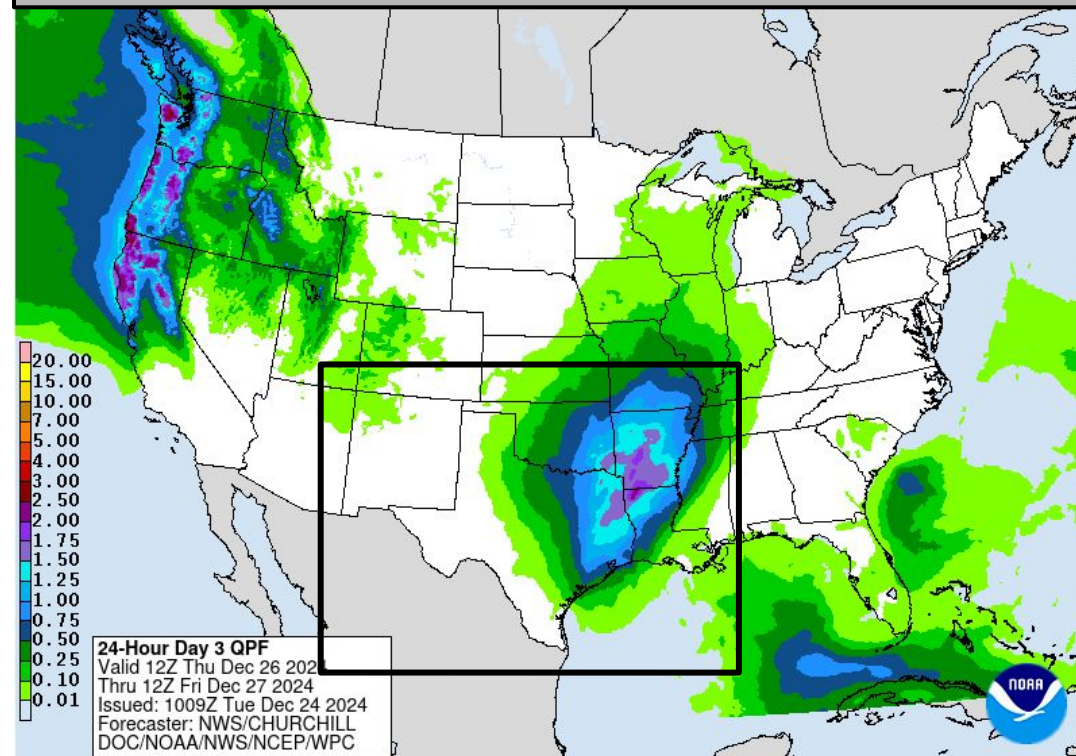 20.00
15.00
10.00
7.00
5.00
4.00
3.00
2.50
2.00
1.75
1.50
1.25
1.00
0.75
0.50
0.25
0.10
0.01
24-Hour Day 3 QPF
Valid 12Z Thu Dec 26 202
Thru 12Z Fri Dec 27 2024
Issued: 1009Z Tue Dec 24 2024
Forecaster: NWS/CHURCHILL
DOC/NOAA/NWS/NCEP/WPC
NOAA